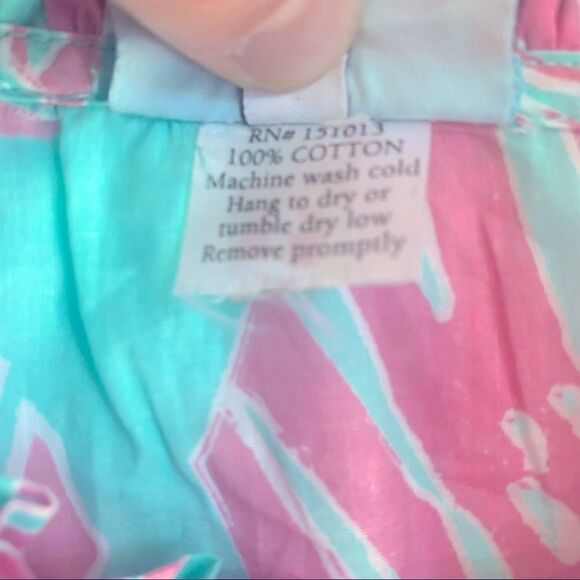 RN# 151013
100% COTTON
Machine wash cold
Hang to dry or
tumble dry low
Remove promptly